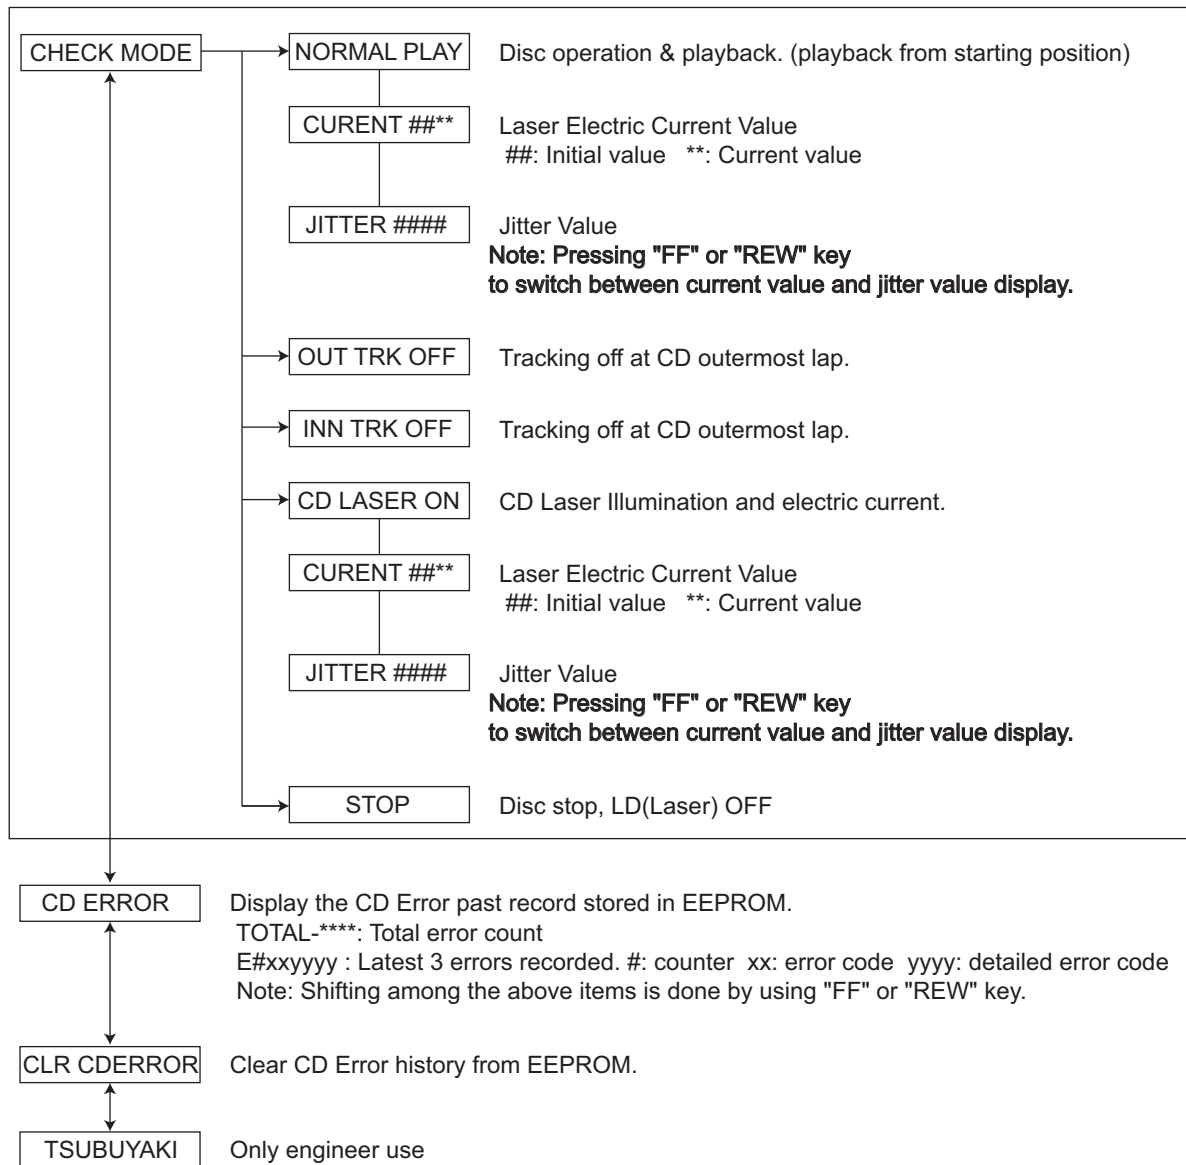 CHECK MODE
NORMAL PLAY Disc operation & playback. (playback from starting position)
CURENT ##** Laser Electric Current Value
##: Initial value **: Current value
JITTER #### Jitter Value
Note: Pressing "FF" or "REW" key
to switch between current value and jitter value display.
OUT TRK OFF Tracking off at CD outermost lap.
INN TRK OFF Tracking off at CD outermost lap.
CD LASER ON CD Laser Illumination and electric current.
CURENT ##** Laser Electric Current Value
##: Initial value **: Current value
JITTER #### Jitter Value
Note: Pressing "FF" or "REW" key
to switch between current value and jitter value display.
STOP Disc stop, LD(Laser) OFF
CD ERROR Display the CD Error past record stored in EEPROM.
TOTAL-****: Total error count
E#xxyyyy : Latest 3 errors recorded. #: counter xx: error code yyyy: detailed error code
Note: Shifting among the above items is done by using "FF" or "REW" key.
CLR CDERROR Clear CD Error history from EEPROM.
TSUBUYAKI Only engineer use